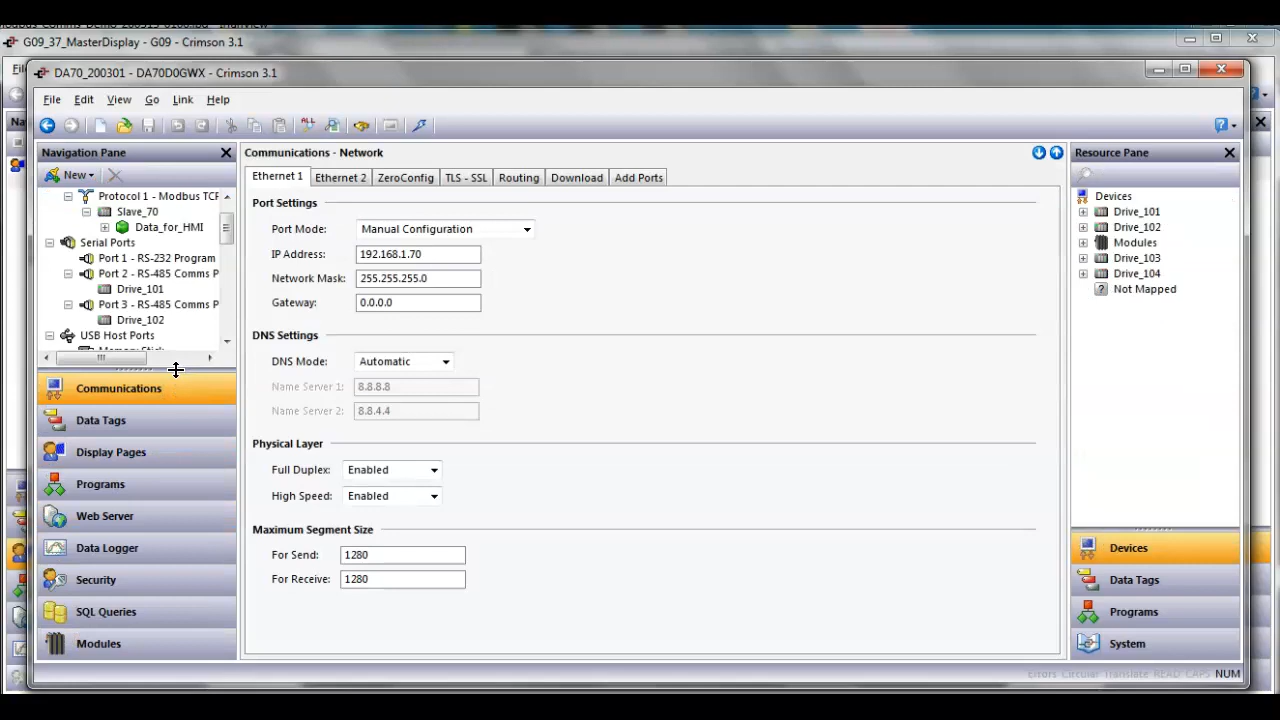 G09_37_MasterDisplay - G09 - Crimson 3.1
DA70_200301 - DA70D0GWX - Crimson 3.1
File Edit View Go Link Help
Navigation Pane
New
Protocol 1 - Modbus TCP
Slave_70
Data_for_HMI
Serial Ports
Port 1 - RS-232 Program
Port 2 - RS-485 Comms P
Drive_101
Port 3 - RS-485 Comms P
Drive_102
USB Host Ports
Memory Stick
Communications
Data Tags
Display Pages
Programs
Web Server
Data Logger
Security
SQL Queries
Modules
Communications - Network
Ethernet 1 Ethernet 2 ZeroConfig TLS - SSL Routing Download Add Ports
Port Settings
Port Mode: Manual Configuration
IP Address: 192.168.1.70
Network Mask: 255.255.255.0
Gateway: 0.0.0.0
DNS Settings
DNS Mode: Automatic
Name Server 1: 8.8.8.8
Name Server 2: 8.8.4.4
Physical Layer
Full Duplex: Enabled
High Speed: Enabled
Maximum Segment Size
For Send: 1280
For Receive: 1280
Resource Pane
Devices
Drive_101
Drive_102
Modules
Drive_103
Drive_104
Not Mapped
Devices
Data Tags
Programs
System
Errors Circular Translate READ CAPS NUM